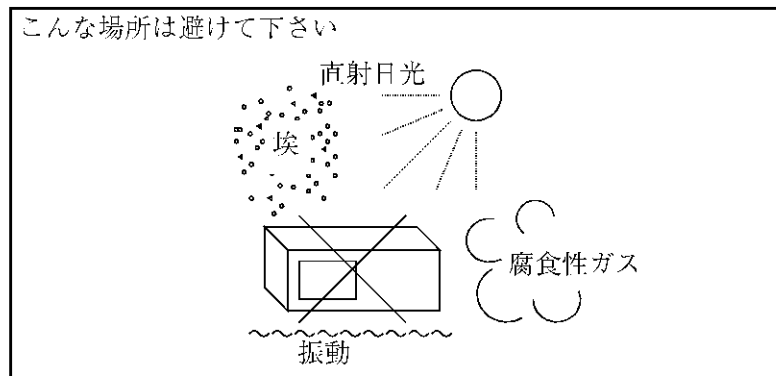 こんな場所は避けて下さい
直射日光
埃
腐食性ガス
振動